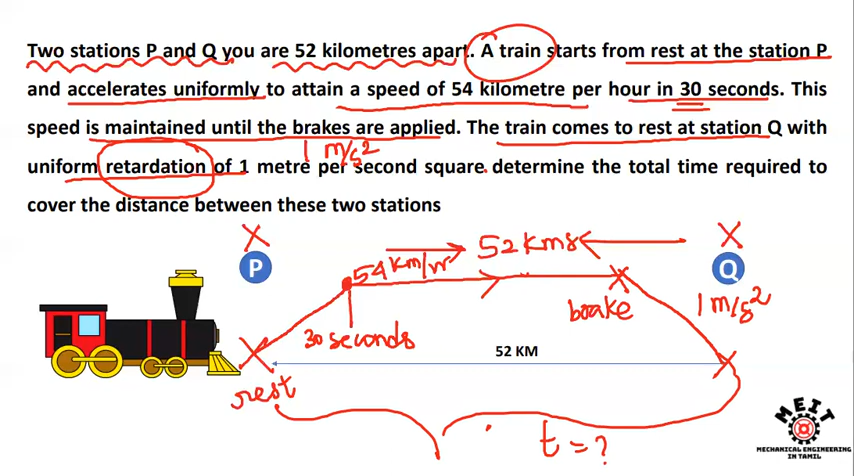 Two stations P and Q you are 52 kilometres apart. A train starts from rest at the station P
and accelerates uniformly to attain a speed of 54 kilometre per hour in 30 seconds. This
speed is maintained until the brakes are applied. The train comes to rest at station Q with
1 m/s²
uniform retardation of 1 metre per second square. determine the total time required to
cover the distance between these two stations
P
54 km/hr
52 kms
Q
brake
1 m/s²
30 seconds
52 KM
rest
t = ?
MEIT
MECHANICAL ENGINEERING
IN TAMIL